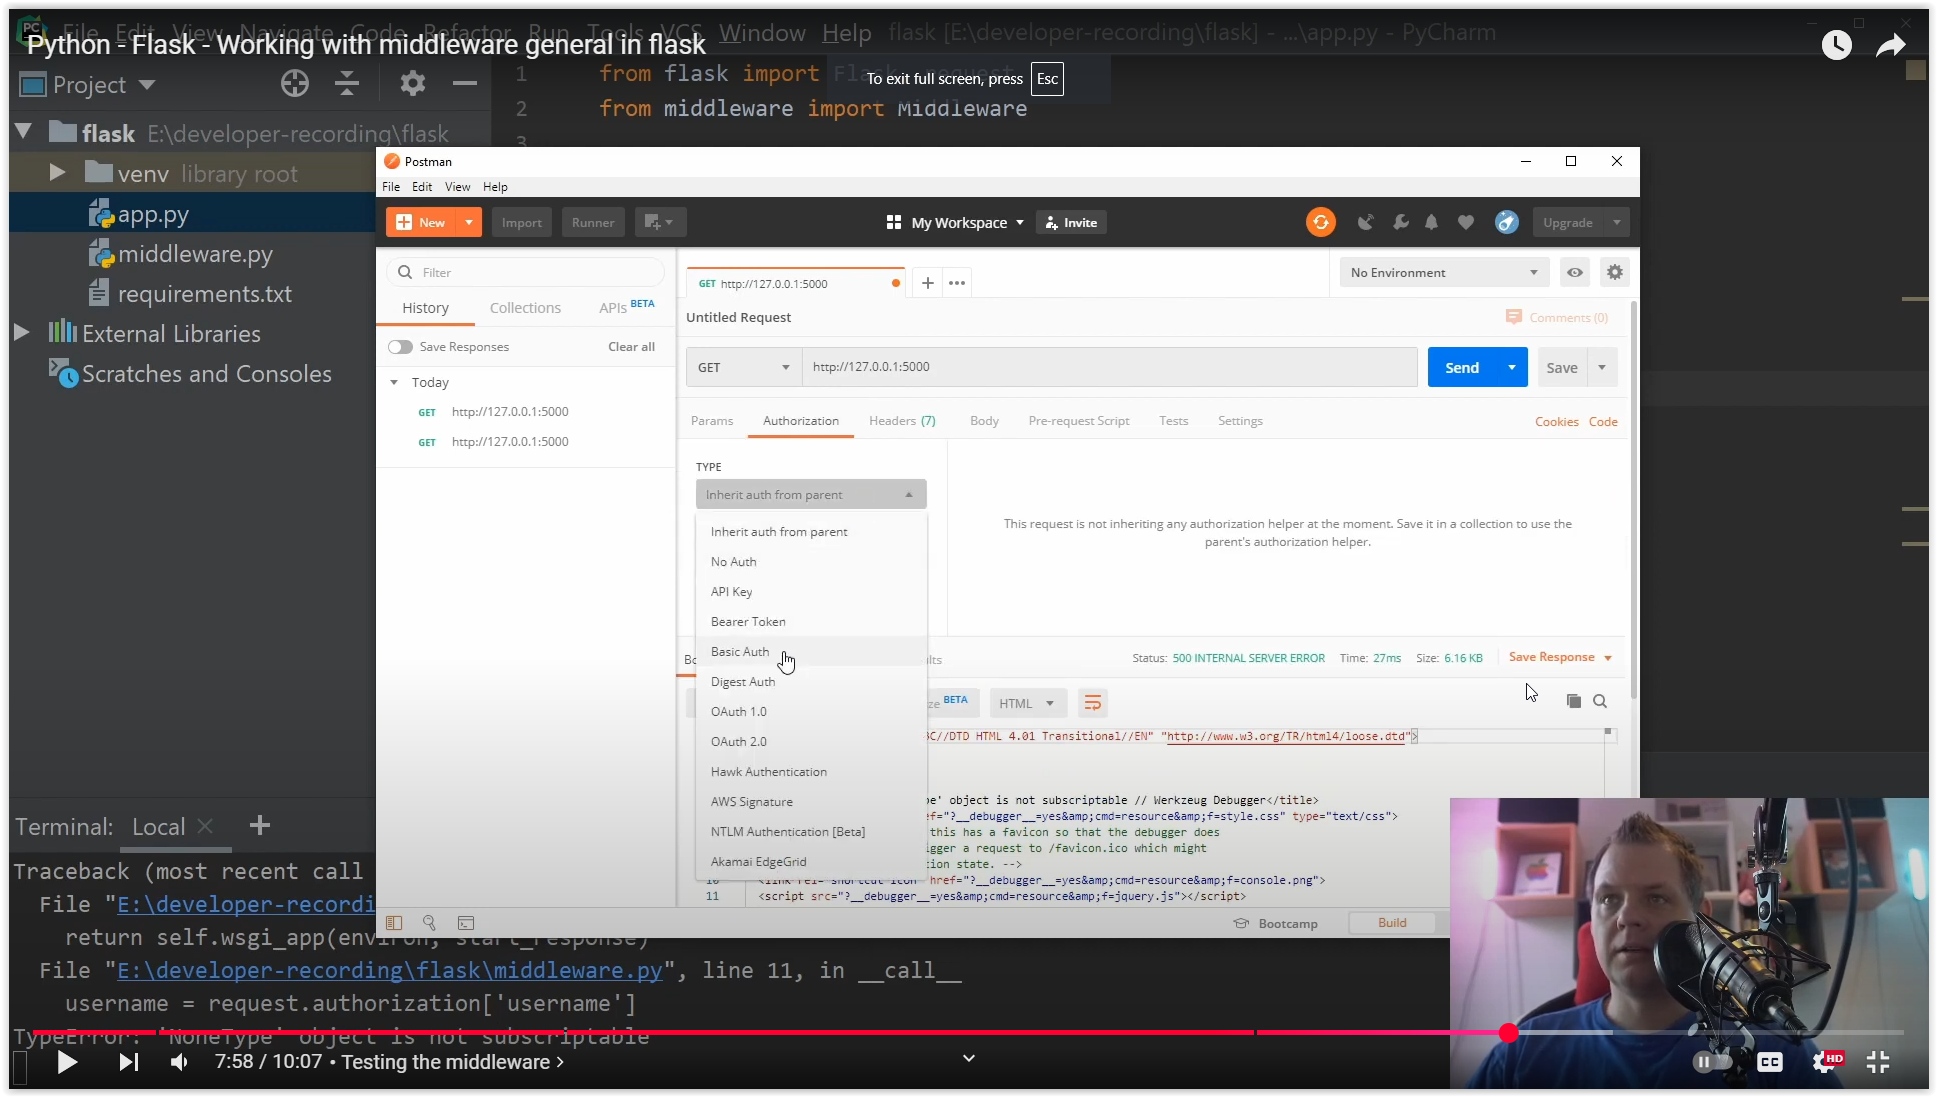 File Edit View Navigate Code Refactor Run Tools VCS Window Help flask [E:\developer-recording\flask] - ...\app.py - PyCharm
Python - Flask - Working with middleware general in flask
To exit full screen, press Esc
Project
flask E:\developer-recording\flask
venv library root
app.py
middleware.py
requirements.txt
External Libraries
Scratches and Consoles
1 from flask import Flask, request
2 from middleware import Middleware
3
Postman
File Edit View Help
New Import Runner My Workspace Invite Upgrade
Filter
History Collections APIs BETA
Save Responses Clear all
Today
GET http://127.0.0.1:5000
GET http://127.0.0.1:5000
GET http://127.0.0.1:5000
No Environment
Untitled Request
Comments (0)
GET http://127.0.0.1:5000 Send Save
Params Authorization Headers (7) Body Pre-request Script Tests Settings Cookies Code
TYPE
Inherit auth from parent
Inherit auth from parent
No Auth
API Key
Bearer Token
Basic Auth
Digest Auth
OAuth 1.0
OAuth 2.0
Hawk Authentication
AWS Signature
NTLM Authentication [Beta]
Akamai EdgeGrid
This request is not inheriting any authorization helper at the moment. Save it in a collection to use the
parent's authorization helper.
Status: 500 INTERNAL SERVER ERROR Time: 27ms Size: 6.16 KB Save Response
BETA HTML
//DTD HTML 4.01 Transitional//EN" "http://www.w3.org/TR/html4/loose.dtd">
object is not subscriptable // Werkzeug Debugger</title>
"?__debugger__=yes&amp;cmd=resource&amp;f=style.css" type="text/css">
this has a favicon so that the debugger does
a request to /favicon.ico which might
state. -->
10 <link rel="shortcut icon" href="?__debugger__=yes&amp;cmd=resource&amp;f=console.png">
11 <script src="?__debugger__=yes&amp;cmd=resource&amp;f=jquery.js"></script>
Bootcamp Build
Terminal: Local
Traceback (most recent call
File "E:\developer-recordi
return self.wsgi_app(environ, start_response)
File "E:\developer-recording\flask\middleware.py", line 11, in __call__
username = request.authorization['username']
TypeError: 'NoneType' object is not subscriptable
7:58 / 10:07 • Testing the middleware
CC HD